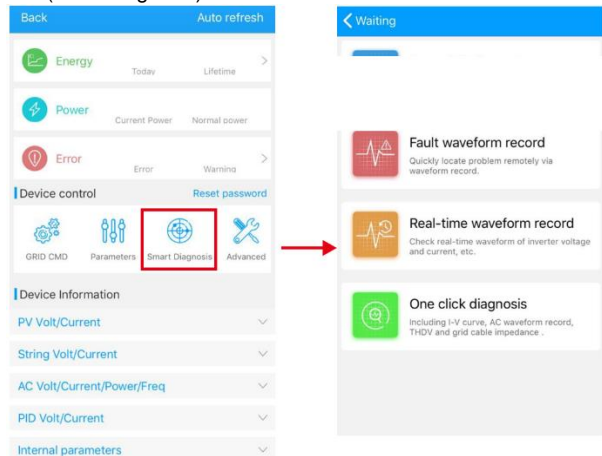 Back Auto refresh
Energy
Today Lifetime
Power
Current Power Normal power
Error
Error Warning
Device control Reset password
GRID CMD Parameters Smart Diagnosis Advanced
Device Information
PV Volt/Current
String Volt/Current
AC Volt/Current/Power/Freq
PID Volt/Current
Internal parameters
Waiting
Fault waveform record
Quickly locate problem remotely via
waveform record.
Real-time waveform record
Check real-time waveform of inverter voltage
and current, etc.
One click diagnosis
Including I-V curve, AC waveform record,
THDV and grid cable impedance .